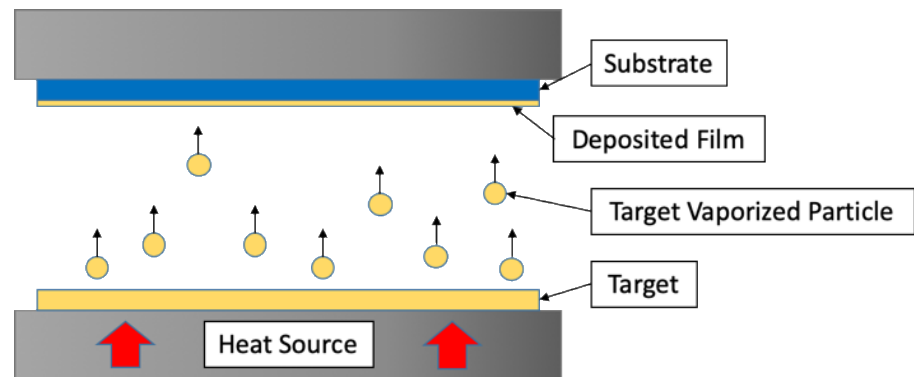 Substrate
Deposited Film
Target Vaporized Particle
Target
Heat Source